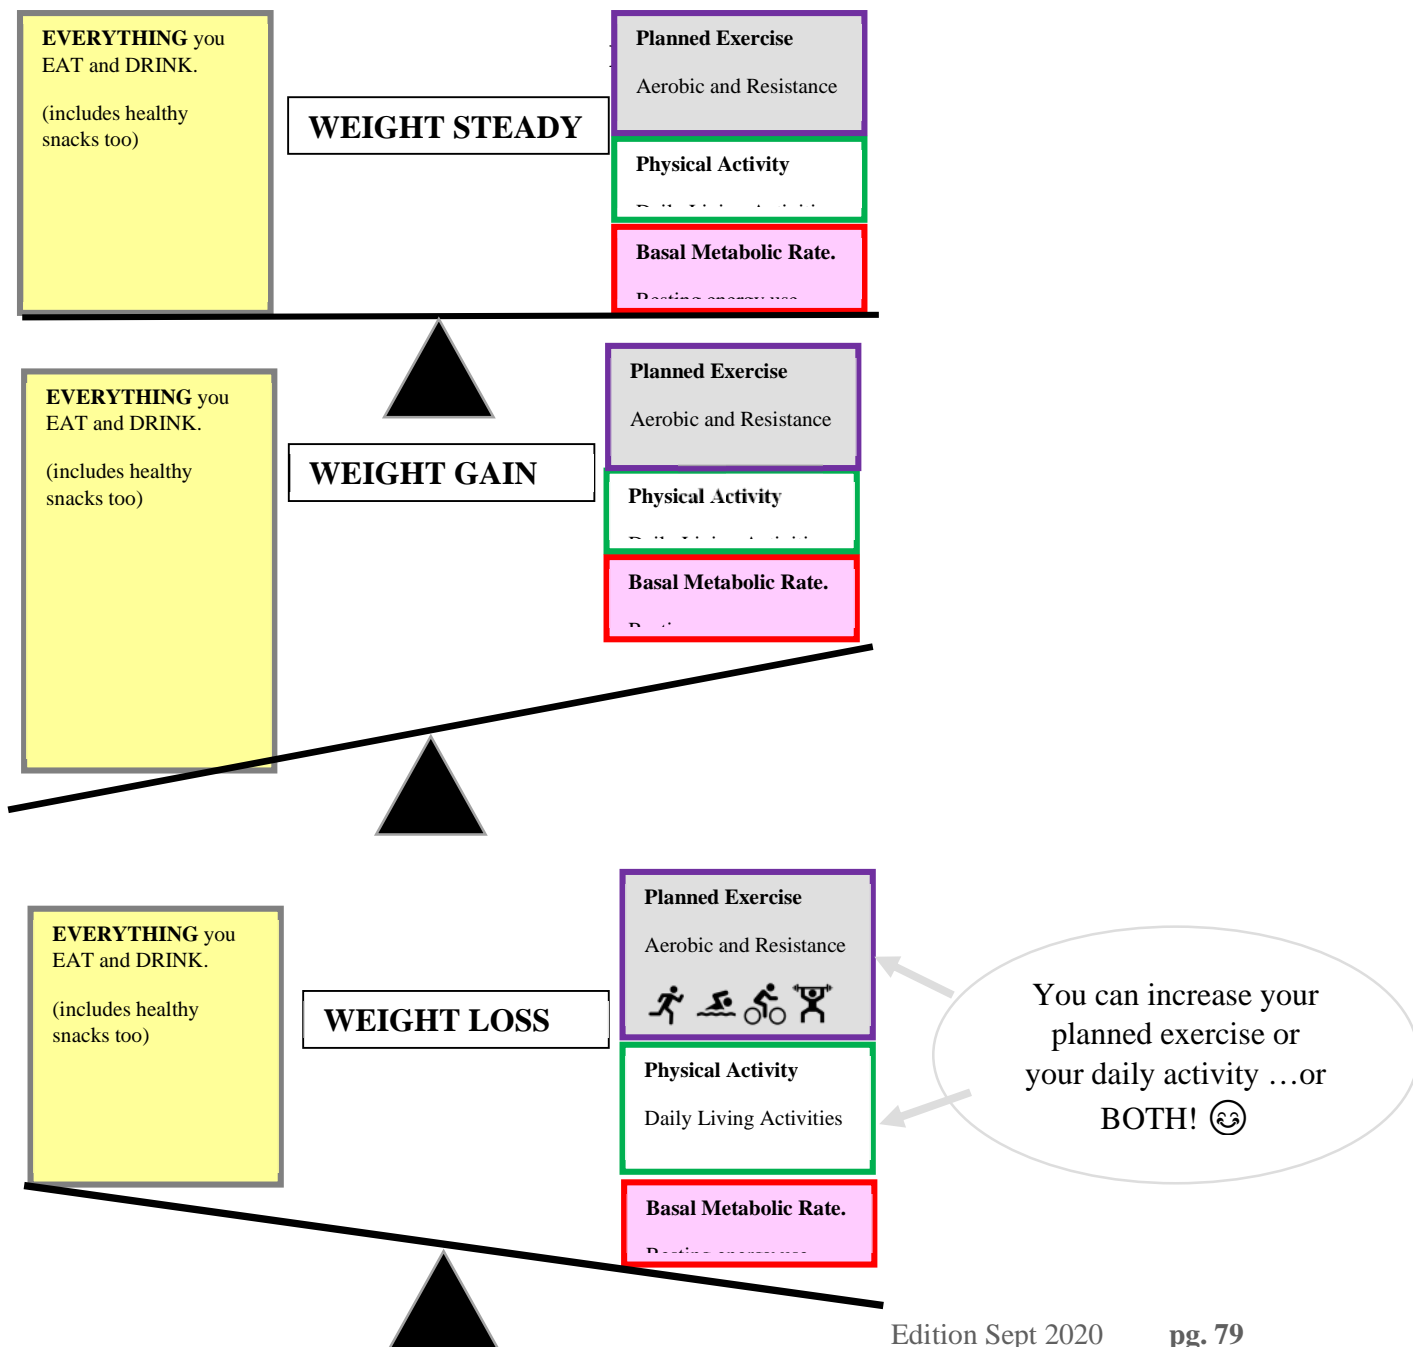 EVERYTHING you
EAT and DRINK.
(includes healthy
snacks too)
WEIGHT STEADY
Planned Exercise
Aerobic and Resistance
Physical Activity
Basal Metabolic Rate.
EVERYTHING you
EAT and DRINK.
(includes healthy
snacks too)
WEIGHT GAIN
Planned Exercise
Aerobic and Resistance
Physical Activity
Basal Metabolic Rate.
EVERYTHING you
EAT and DRINK.
(includes healthy
snacks too)
WEIGHT LOSS
Planned Exercise
Aerobic and Resistance
Physical Activity
Daily Living Activities
Basal Metabolic Rate.
You can increase your
planned exercise or
your daily activity …or
BOTH! 😊
Edition Sept 2020 pg. 79